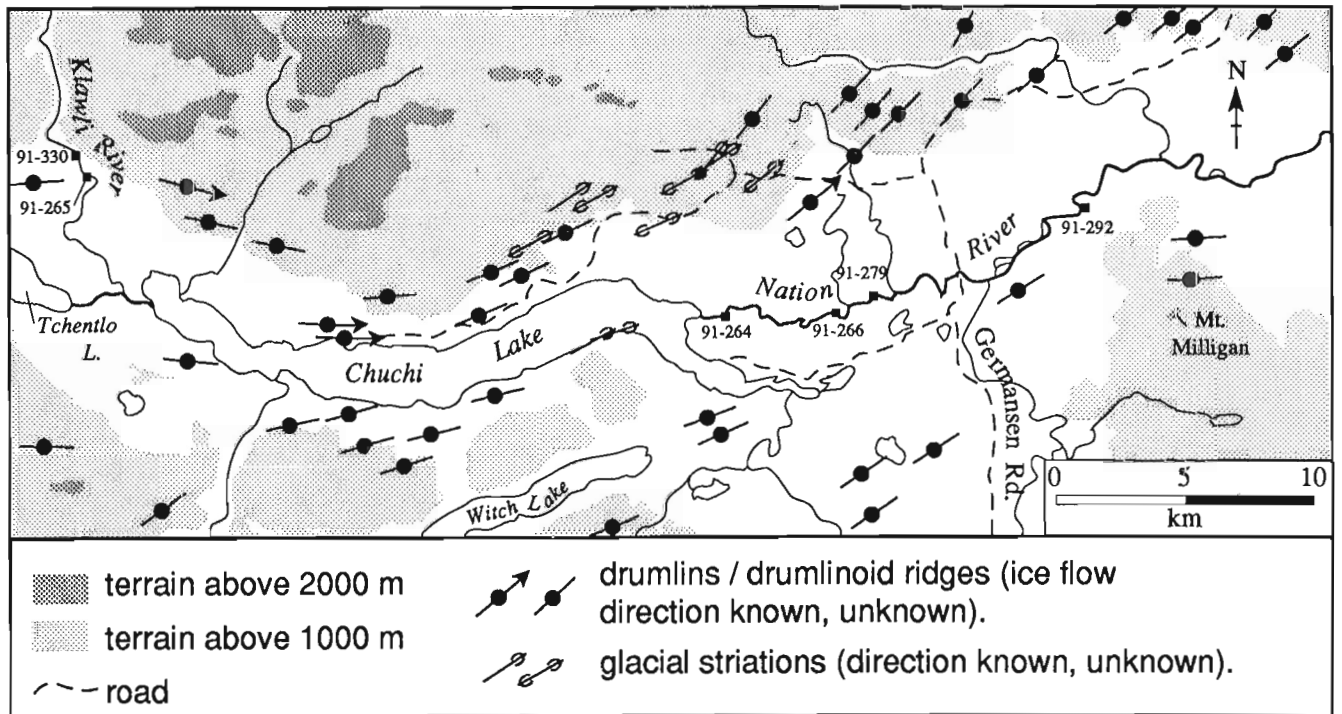 Klawli
River
N
91-330
91-265
91-292
River
91-279
Nation
Tchentlo
L.
91-264
91-266
Mt.
Milligan
Lake
Chuchi
Germansen Rd.
Witch Lake
0 5 10
km
terrain above 2000 m
terrain above 1000 m
road
drumlins / drumlinoid ridges (ice flow
direction known, unknown).
glacial striations (direction known, unknown).